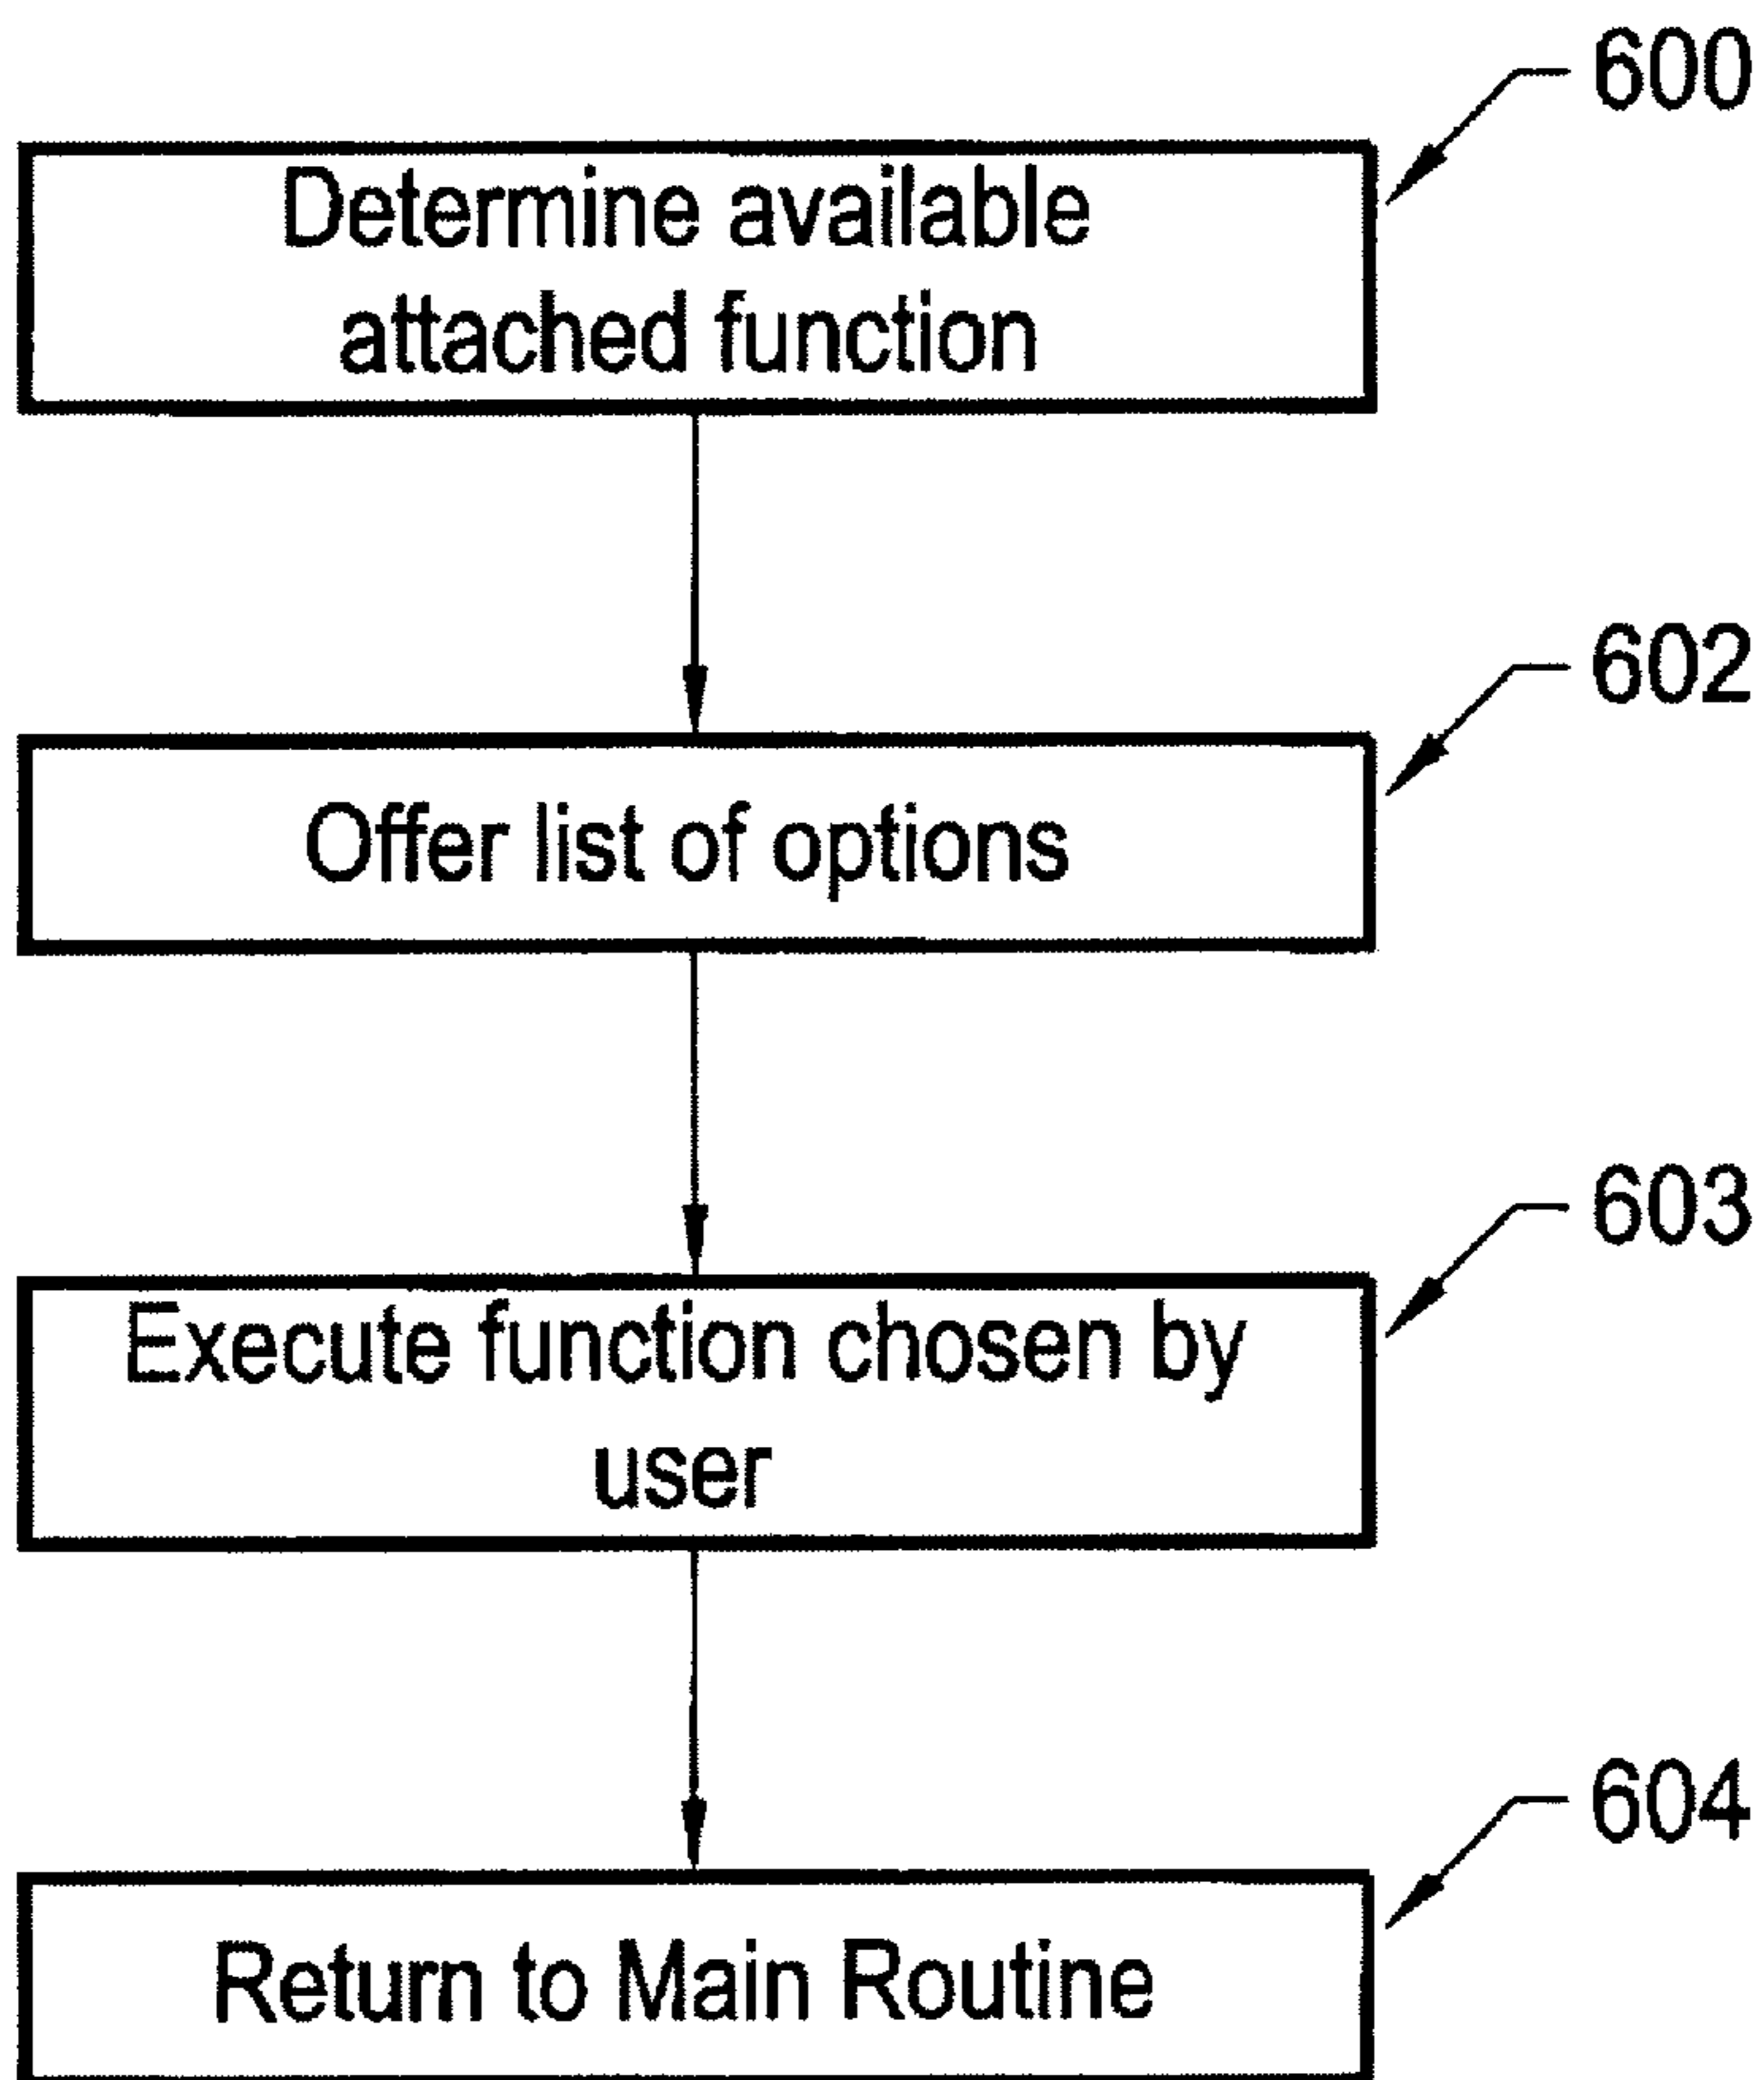 600
Determine available
attached function
602
Offer list of options
603
Execute function chosen by
user
604
Return to Main Routine